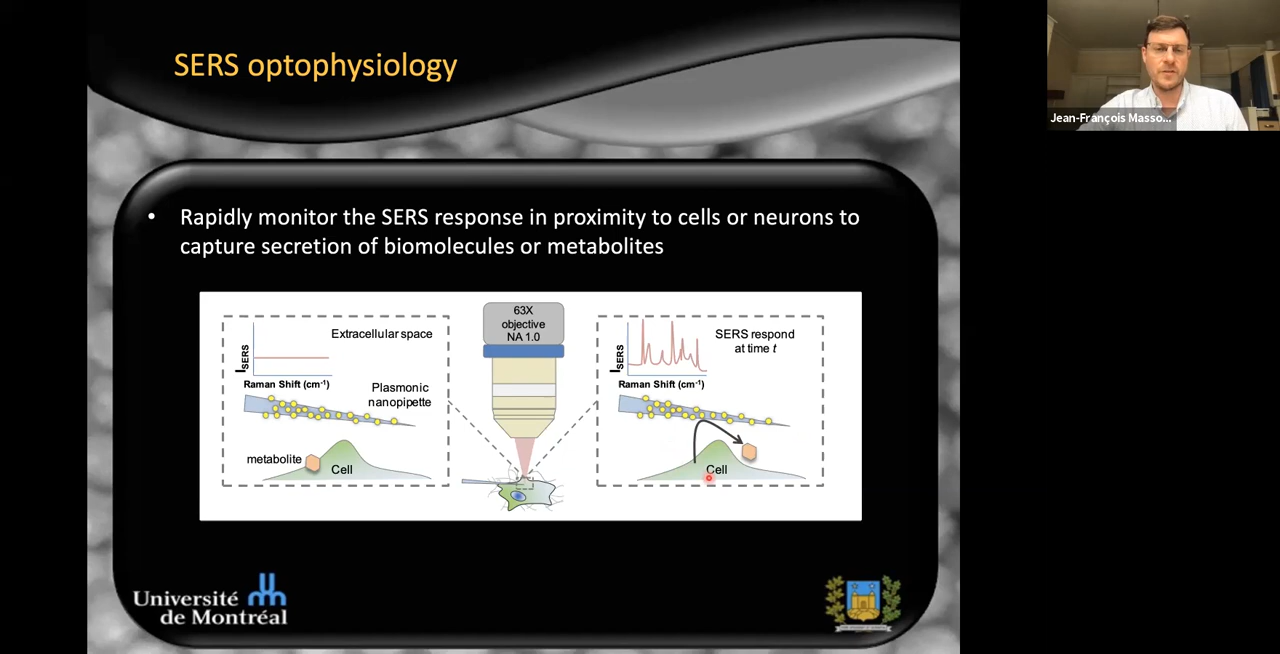 SERS optophysiology
Jean-François Masso...
• Rapidly monitor the SERS response in proximity to cells or neurons to
capture secretion of biomolecules or metabolites
Extracellular space
I SERS
Raman Shift (cm-1)
Plasmonic
nanopipette
metabolite
Cell
63X
objective
NA 1.0
SERS respond
at time t
I SERS
Raman Shift (cm-1)
Cell
Université
de Montréal